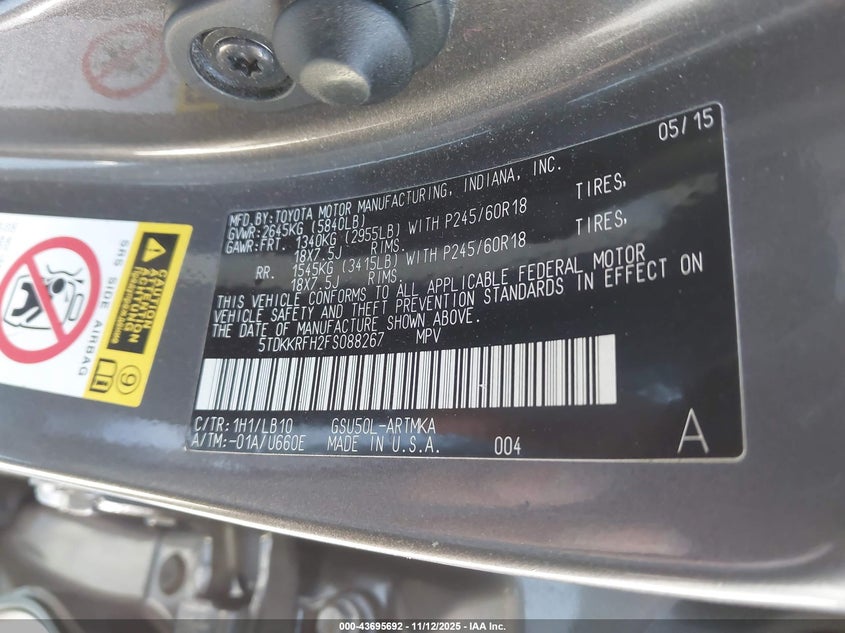 05/15
MFD.BY:TOYOTA MOTOR MANUFACTURING, INDIANA, INC.
GVWR:2645KG (5840LB)
GAWR:FRT. 1340KG (2955LB) WITH P245/60R18 TIRES,
18X7.5J RIMS.
RR. 1545KG (3415LB) WITH P245/60R18 TIRES,
18X7.5J RIMS
THIS VEHICLE CONFORMS TO ALL APPLICABLE FEDERAL MOTOR
VEHICLE SAFETY AND THEFT PREVENTION STANDARDS IN EFFECT ON
THE DATE OF MANUFACTURE SHOWN ABOVE.
5TDKKRFH2FS088267 MPV
C/TR: 1H1/LB10 GSU50L-ARTMKA
A/TM:-01A/U660E MADE IN U.S.A. 004 A
SRS SIDE AIRBAG
CAUTION
ATTENTION
9
000-43695692 - 11/12/2025 - IAA Inc.